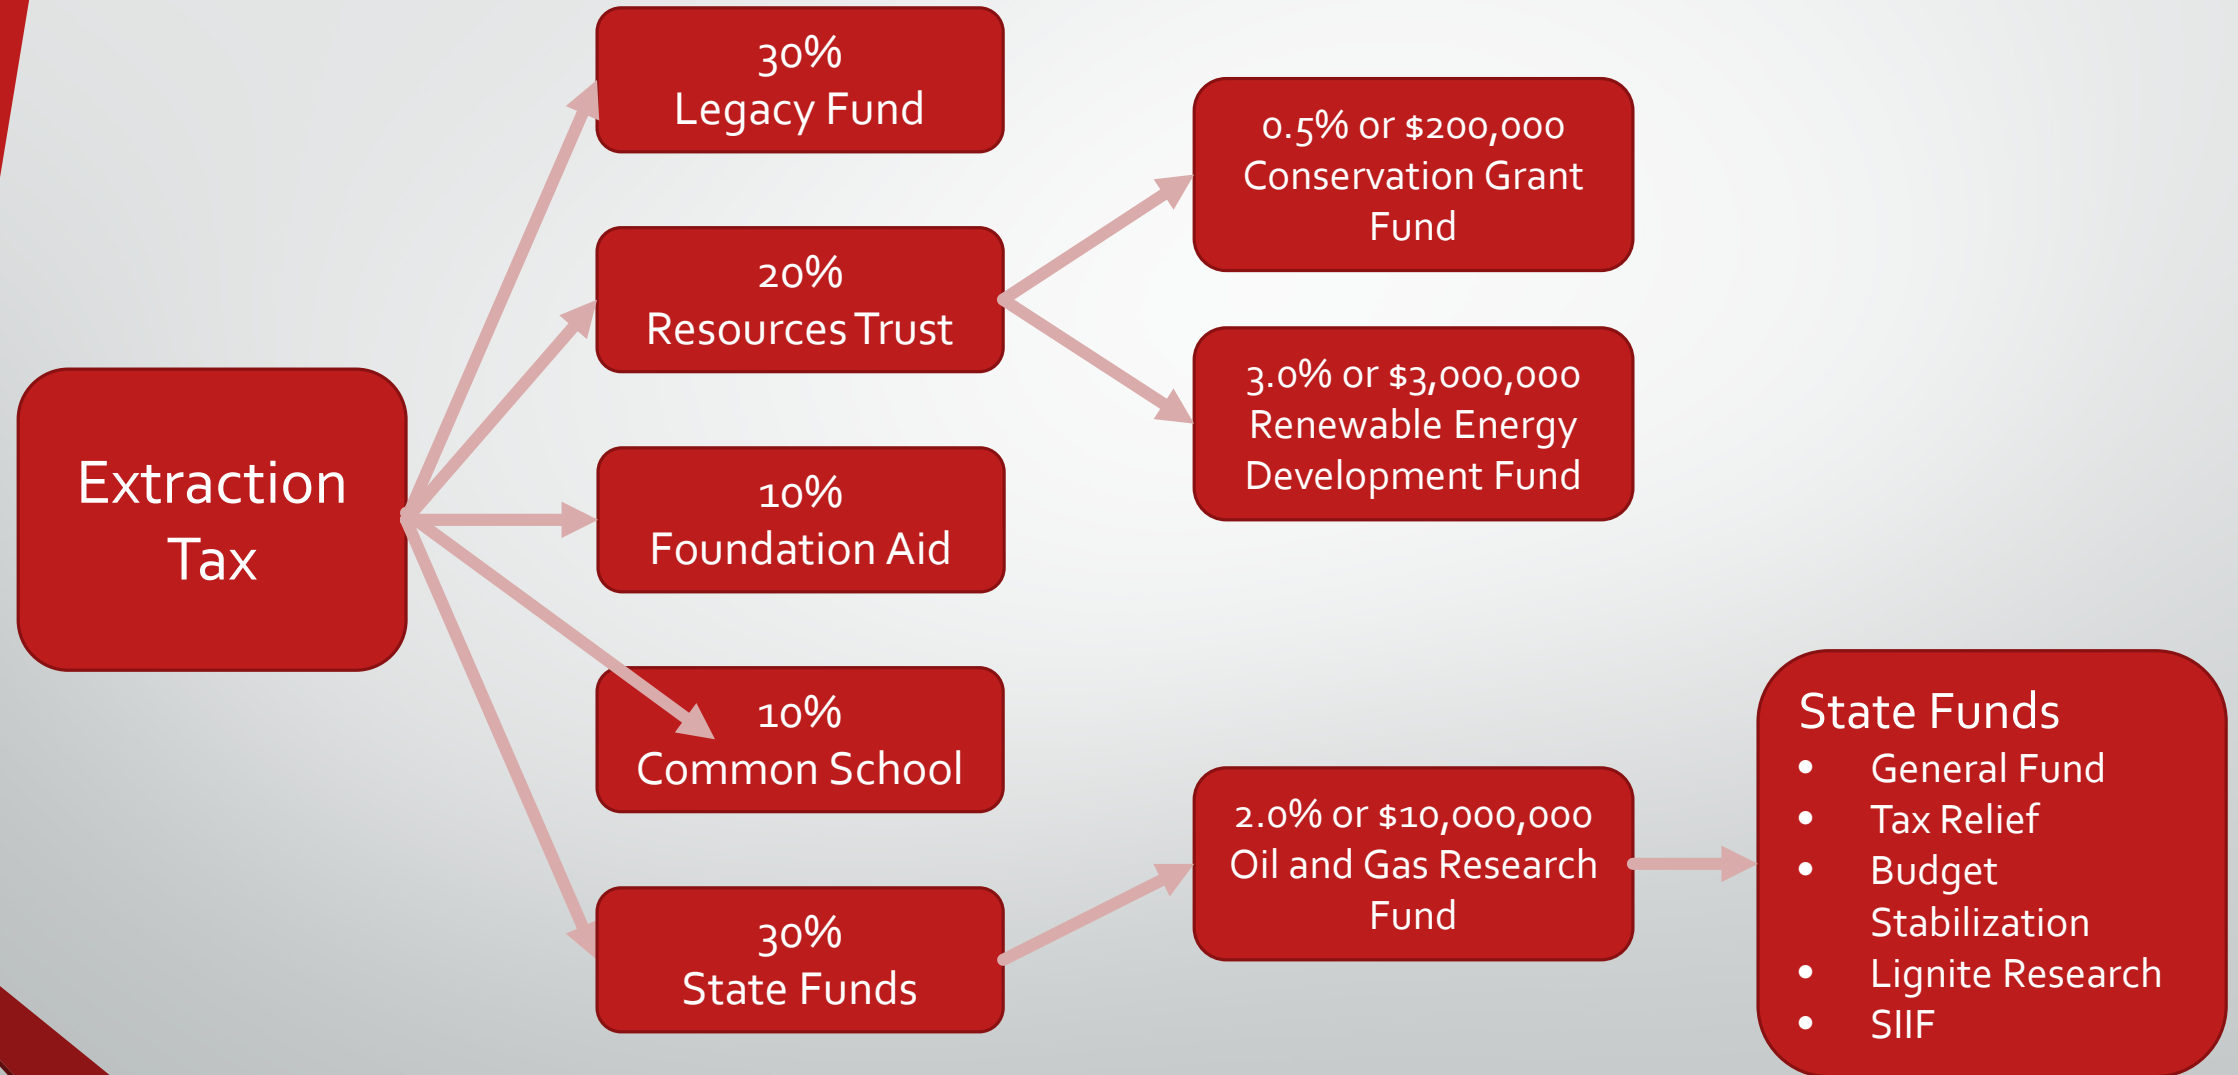 Extraction
Tax
30%
Legacy Fund
20%
Resources Trust
10%
Foundation Aid
10%
Common School
30%
State Funds
0.5% or $200,000
Conservation Grant
Fund
3.0% or $3,000,000
Renewable Energy
Development Fund
2.0% or $10,000,000
Oil and Gas Research
Fund
State Funds
• General Fund
• Tax Relief
• Budget
Stabilization
• Lignite Research
• SIIF